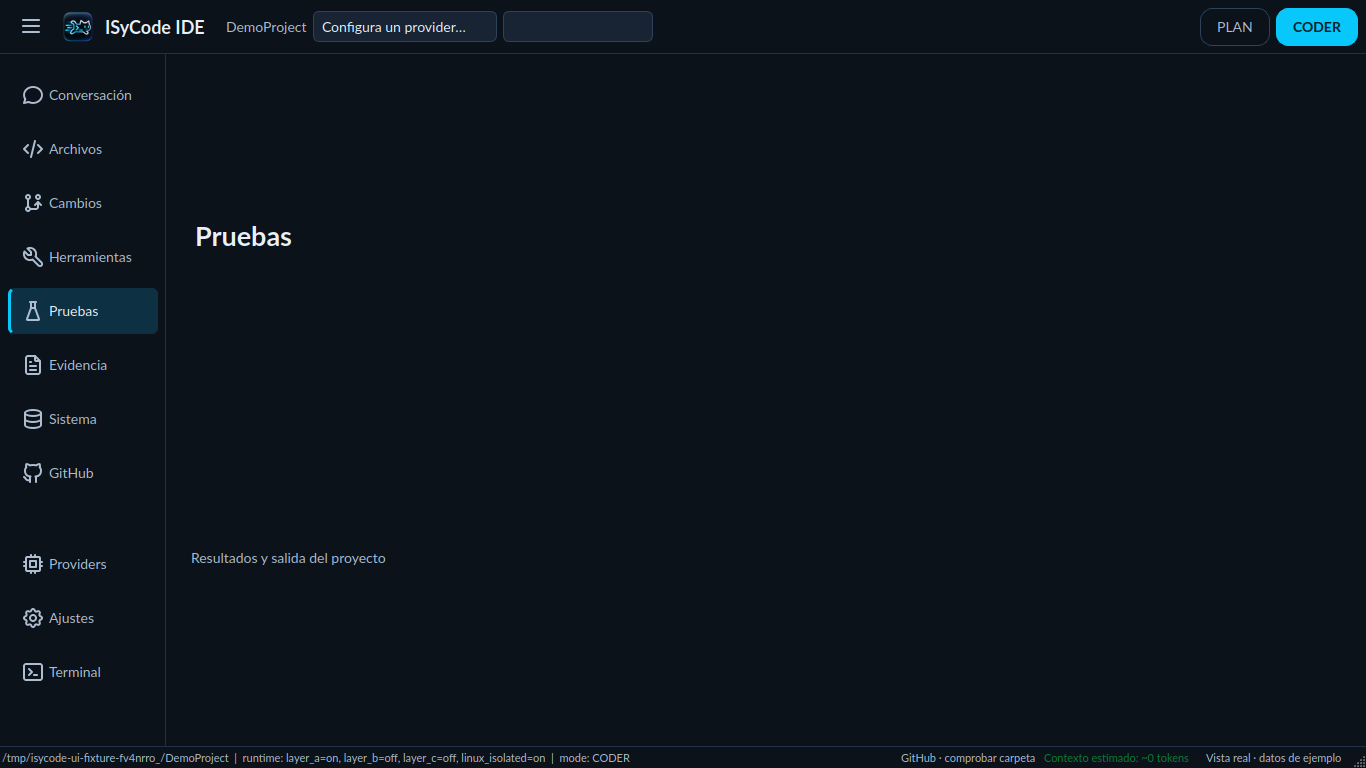 ISyCode IDE DemoProject Configura un provider... PLAN CODER
Conversación
Archivos
Cambios
Herramientas
Pruebas
Evidencia
Sistema
GitHub
Providers
Ajustes
Terminal
Pruebas
Resultados y salida del proyecto
/tmp/isycode-ui-fixture-fv4nrro_/DemoProject | runtime: layer_a=on, layer_b=off, layer_c=off, linux_isolated=on | mode: CODER GitHub · comprobar carpeta Contexto estimado: ~0 tokens Vista real · datos de ejemplo